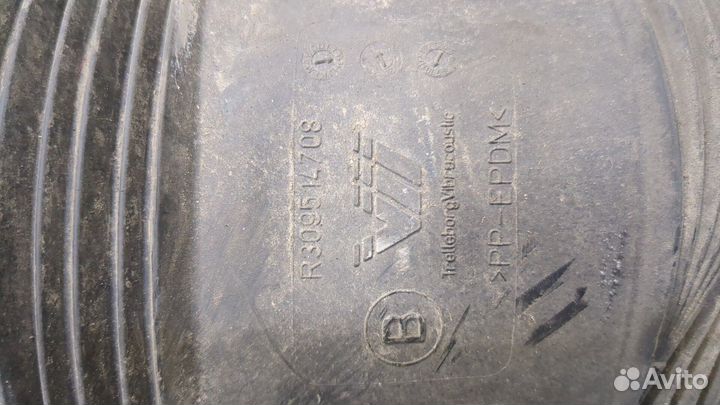 R309514708
TrelleborgVibracoustic
>PP-EPDM<
B
Avito